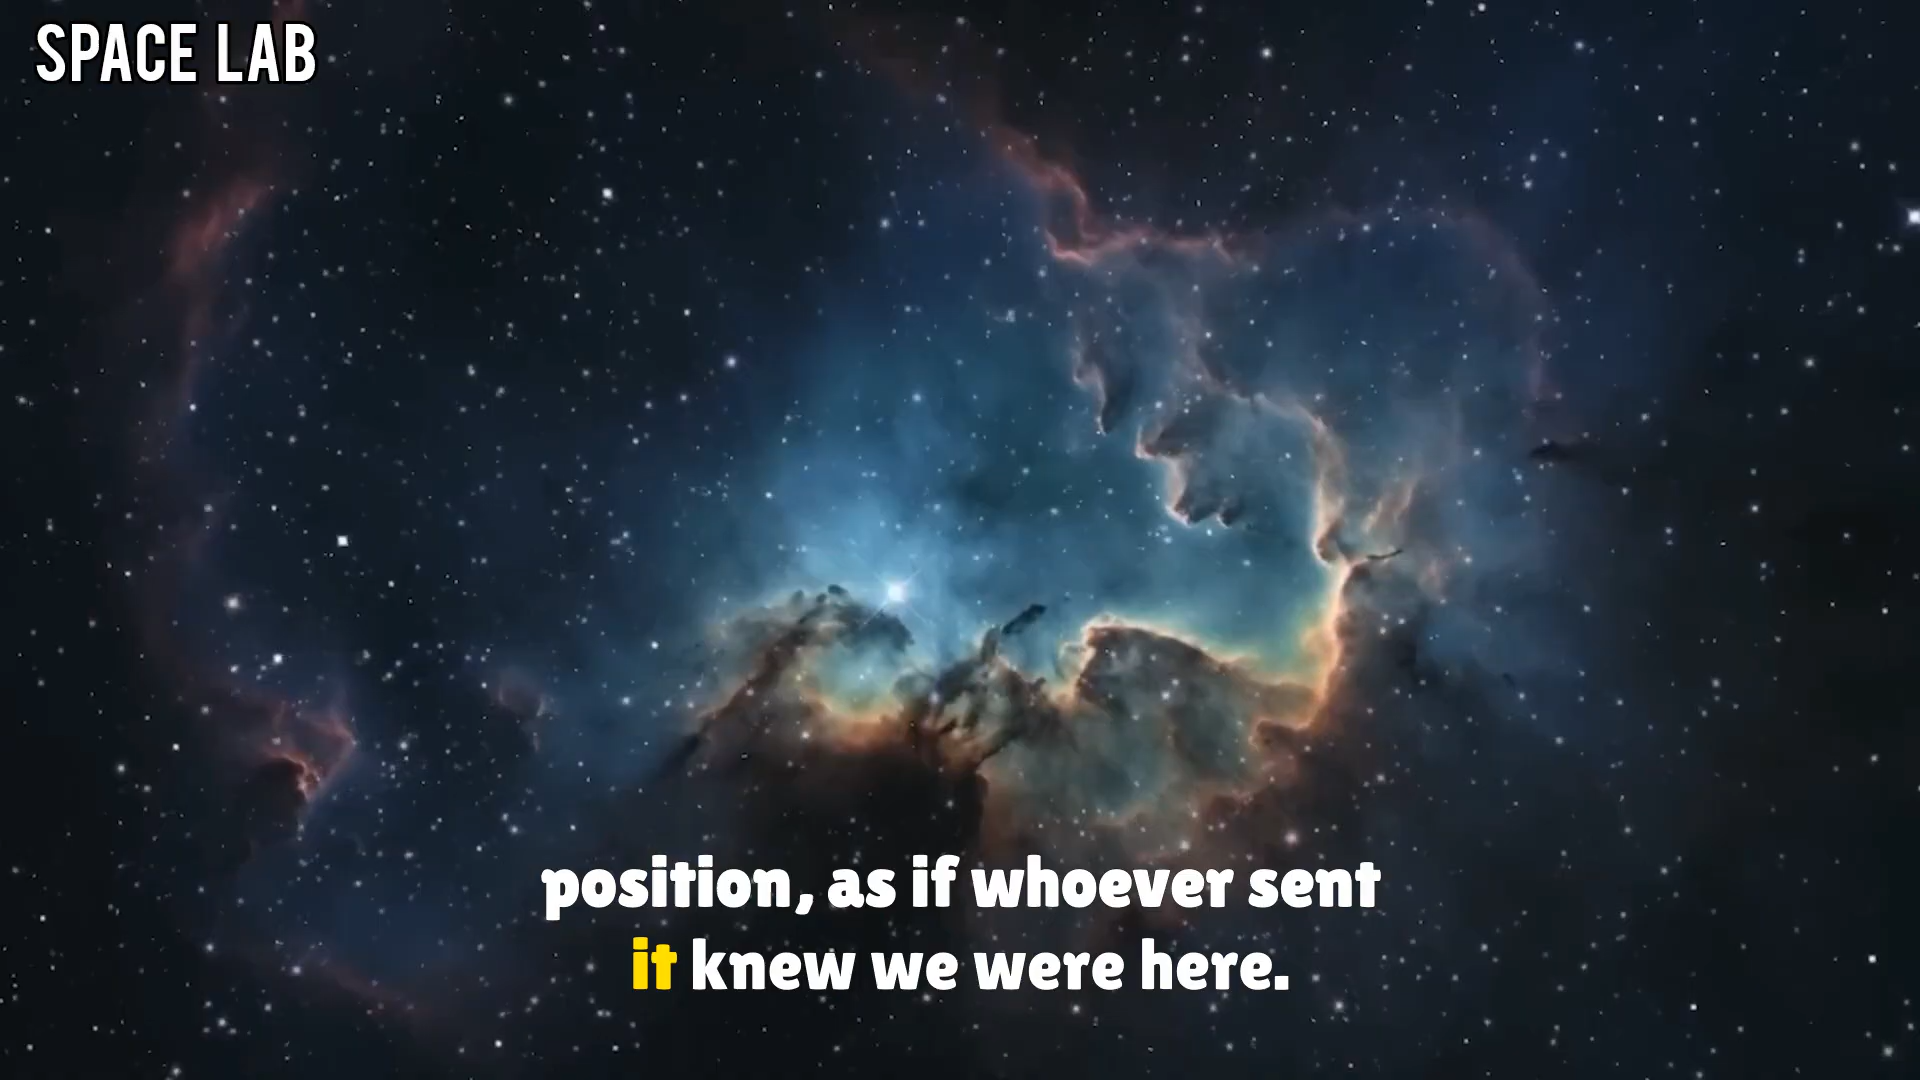 SPACE LAB
position, as if whoever sent
it knew we were here.